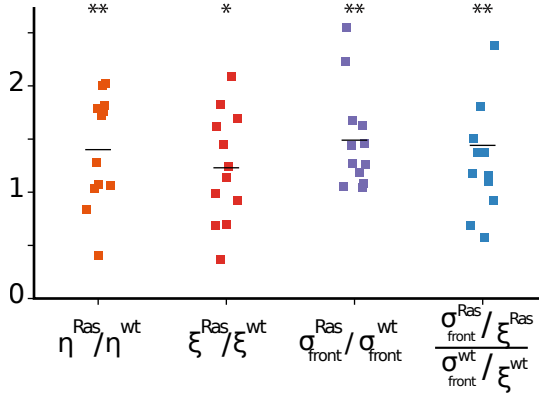 ** * ** **
2
1
0
η^Ras/η^wt ξ^Ras/ξ^wt σ_front^Ras/σ_front^wt σ_front^Ras/ξ^Ras
σ_front^wt/ξ^wt